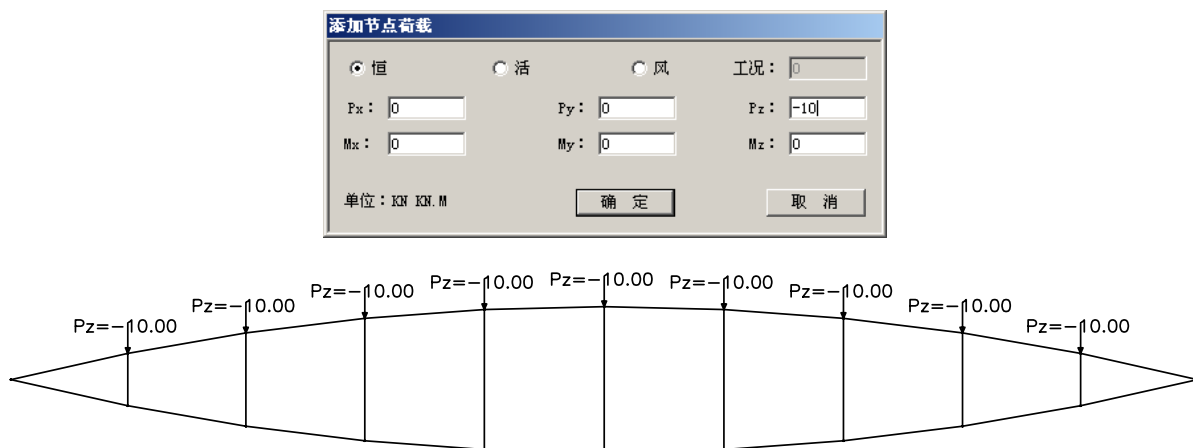 添加节点荷载
恒 活 风 工况： 0
Px： 0 Py： 0 Pz： -10
Mx： 0 My： 0 Mz： 0
单位：KN KN.M 确 定 取 消
Pz=-10.00 Pz=-10.00 Pz=-10.00 Pz=-10.00 Pz=-10.00 Pz=-10.00 Pz=-10.00 Pz=-10.00 Pz=-10.00